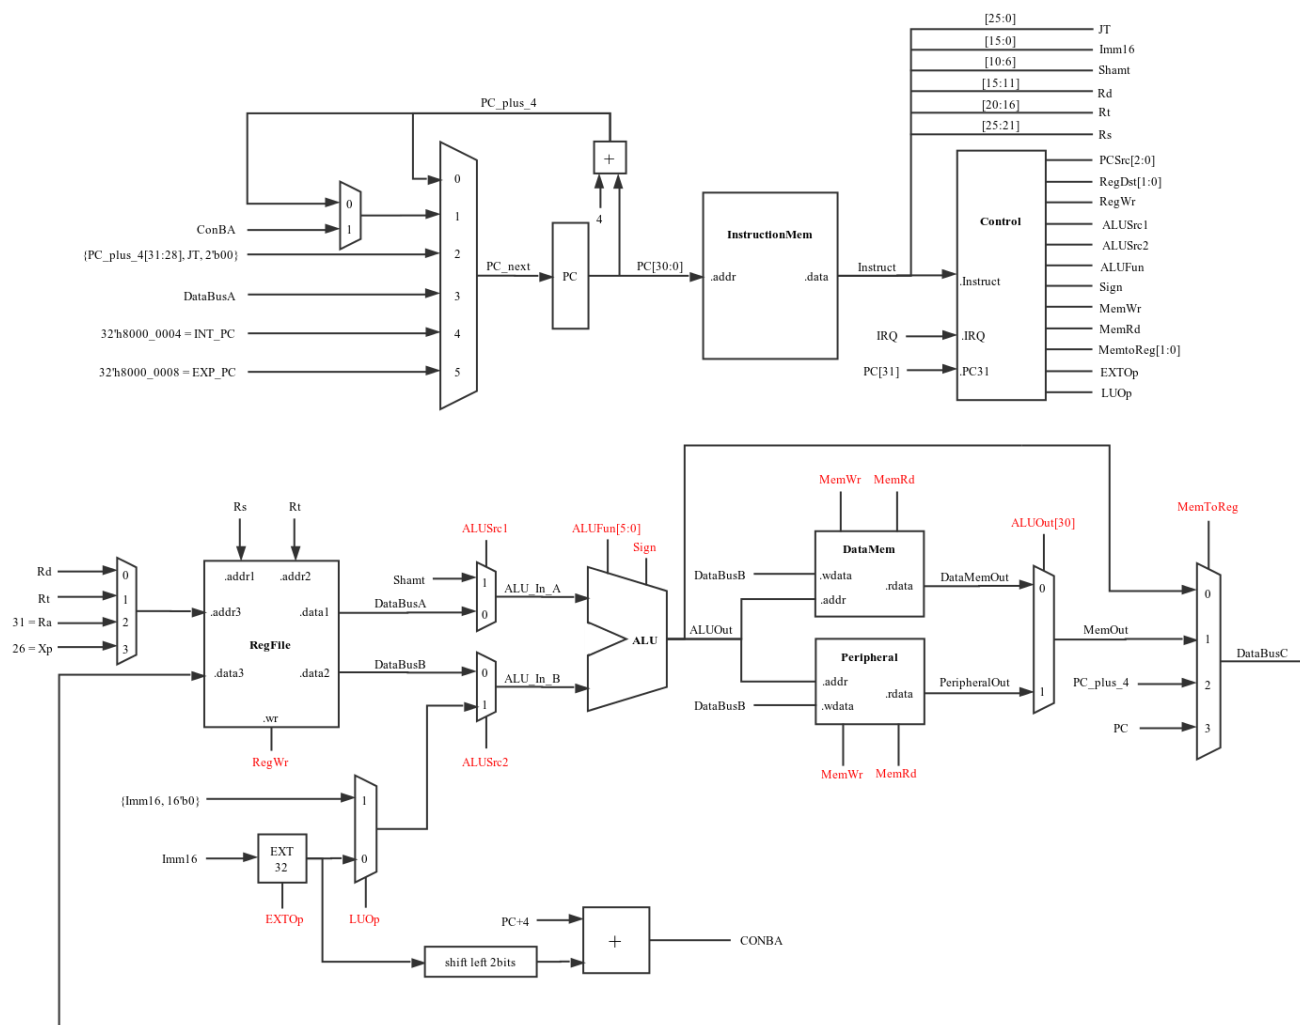 [25:0]
JT
[15:0]
Imm16
[10:6]
Shamt
[15:11]
Rd
[20:16]
Rt
[25:21]
Rs
PC_plus_4
+
4
0
1
2
3
4
5
0
1
ConBA
{PC_plus_4[31:28], JT, 2'b00}
DataBusA
32'h8000_0004 = INT_PC
32'h8000_0008 = EXP_PC
PC_next
PC
PC[30:0]
InstructionMem
.addr
.data
Instruct
Control
.Instruct
IRQ
.IRQ
PC[31]
.PC31
PCSrc[2:0]
RegDst[1:0]
RegWr
ALUSrc1
ALUSrc2
ALUFun
Sign
MemWr
MemRd
MemtoReg[1:0]
EXTOp
LUOp
Rs
Rt
Rd
Rt
31 = Ra
26 = Xp
0
1
2
3
.addr1
.addr2
.addr3
.data1
RegFile
.data3
.data2
.wr
RegWr
DataBusA
DataBusB
ALUSrc1
Shamt
1
0
ALU_In_A
0
1
ALU_In_B
ALUSrc2
ALUFun[5:0]
Sign
ALU
ALUOut
MemWr
MemRd
DataMem
DataBusB
.wdata
.addr
.rdata
DataMemOut
Peripheral
.addr
DataBusB
.wdata
.rdata
PeripheralOut
MemWr
MemRd
ALUOut[30]
0
1
MemOut
MemToReg
0
1
2
3
PC_plus_4
PC
DataBusC
{Imm16, 16'b0}
1
0
Imm16
EXT
32
EXTOp
LUOp
PC+4
+
CONBA
shift left 2bits